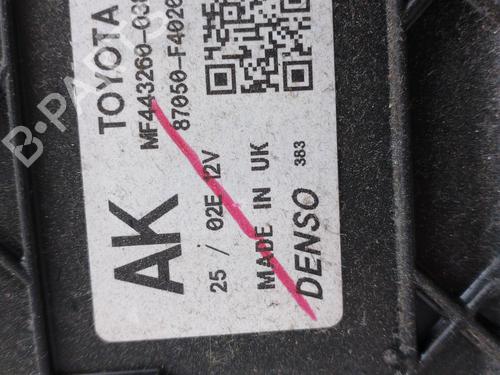 TOYOTA
MF443260-03
87050-F402
AK
25 / 02E 12V
MADE IN UK
383
DENSO
B-PARTS